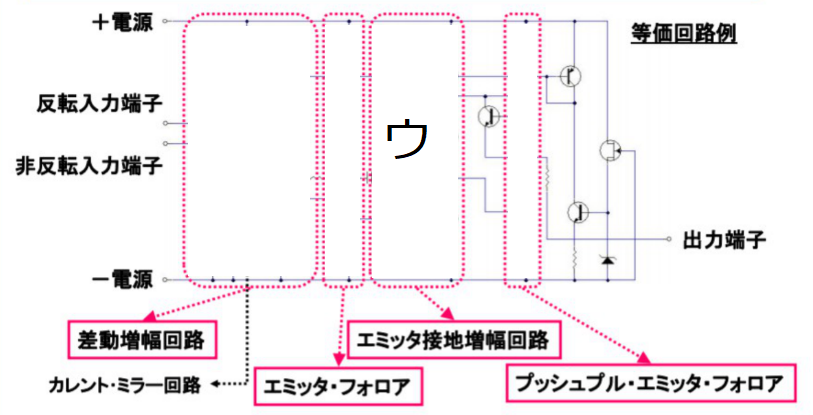 +電源
等価回路例
反転入力端子
ウ
非反転入力端子
出力端子
-電源
差動増幅回路
エミッタ接地増幅回路
カレント・ミラー回路
エミッタ・フォロア
プッシュプル・エミッタ・フォロア